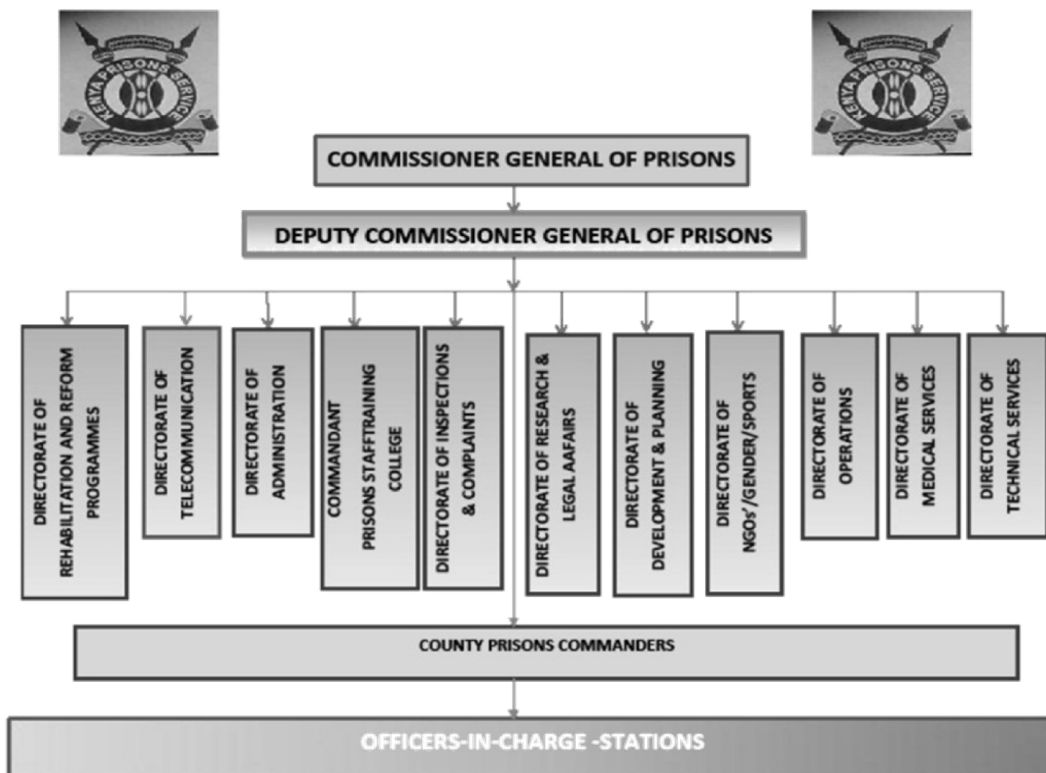 KENYA PRISONS SERVICE
KENYA PRISONS SERVICE
COMMISSIONER GENERAL OF PRISONS
DEPUTY COMMISSIONER GENERAL OF PRISONS
DIRECTORATE OF
REHABILITATION AND REFORM
PROGRAMMES
DIRECTORATE OF
TELECOMMUNICATION
DIRECTORATE OF
ADMINISTRATION
COMMANDANT
PRISONS STAFFTRAINING
COLLEGE
DIRECTORATE OF INSPECTIONS
& COMPLAINTS
DIRECTORATE OF RESEARCH &
LEGAL AAFAIRS
DIRECTORATE OF
DEVELOPMENT & PLANNING
DIRECTORATE OF
NGOs'/GENDER/SPORTS
DIRECTORATE OF
OPERATIONS
DIRECTORATE OF
MEDICAL SERVICES
DIRECTORATE OF
TECHNICAL SERVICES
COUNTY PRISONS COMMANDERS
OFFICERS-IN-CHARGE -STATIONS